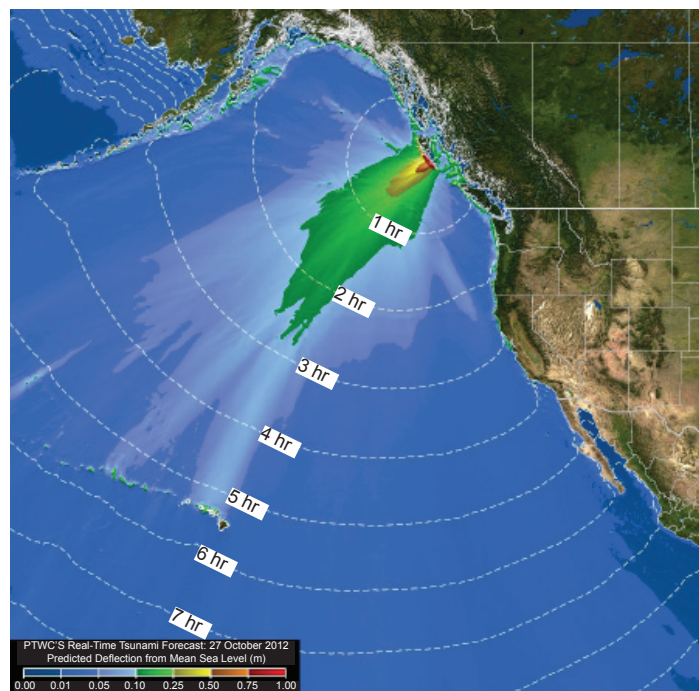 1 hr
2 hr
3 hr
4 hr
5 hr
6 hr
7 hr
PTWC'S Real-Time Tsunami Forecast: 27 October 2012
Predicted Deflection from Mean Sea Level (m)
0.00 0.01 0.05 0.10 0.25 0.50 0.75 1.00